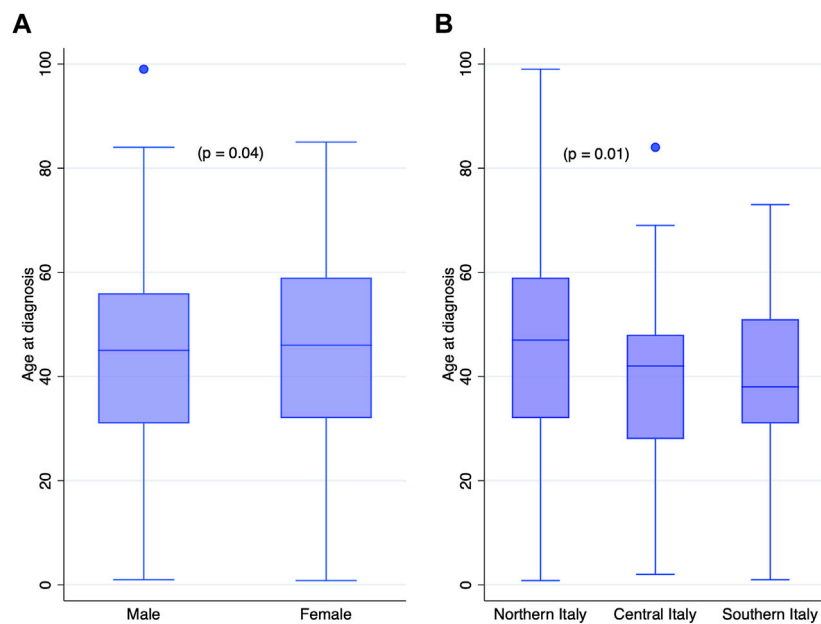 A
Age at diagnosis
100
80
60
40
20
0
(p = 0.04)
Male Female
B
Age at diagnosis
100
80
60
40
20
0
(p = 0.01)
Northern Italy Central Italy Southern Italy